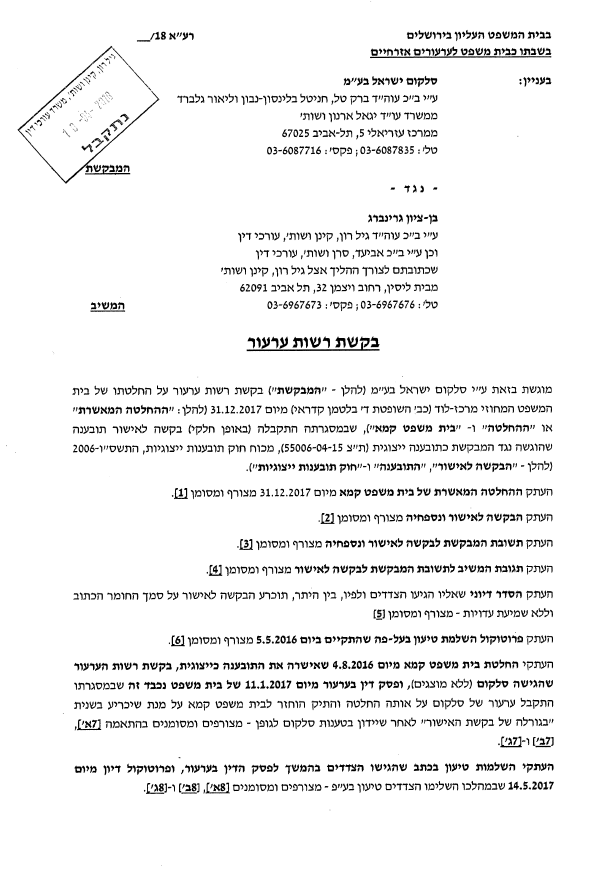 בבית המשפט העליון בירושלים
רע״א 18/__
בשבתו כבית משפט לערעורים אזרחיים
בעניין:
סלקום ישראל בע״מ
ע״י ב״כ עוה״ד ברק טל, חניטל בלינסון-נבון וליאור גלברד
ממשרד עו״ד יגאל ארנון ושות׳
ממרכז עזריאלי 5, תל-אביב 67025
טל׳: 03-6087835; פקס׳: 03-6087716
גיל רון, קינן ושות׳, משרד עורכי דין
נתקבל
המבקשת
- נגד -
בן-ציון גרינברג
ע״י ב״כ עוה״ד גיל רון, קינן ושות׳, עורכי דין
וכן ע״י ב״כ אביעד, סרן ושות׳, עורכי דין
שכתובתם לצורך ההליך אצל גיל רון, קינן ושות׳
מבית ליסין, רחוב ויצמן 32, תל אביב 62091
טל׳: 03-6967676; פקס׳: 03-6967673
המשיב
בקשת רשות ערעור
מוגשת בזאת ע״י סלקום ישראל בע״מ (להלן - ״המבקשת״) בקשת רשות ערעור על החלטתו של בית
המשפט המחוזי מרכז-לוד (כב׳ השופטת ד׳ בלטמן קדראי) מיום 31.12.2017 (להלן: ״ההחלטה המאשרת״
או ״ההחלטה״ ו- ״בית משפט קמא״), שבמסגרתה התקבלה (באופן חלקי) בקשה לאישור תובענה
שהוגשה נגד המבקשת כתובענה ייצוגית (ת״צ 55006-04-15), מכוח חוק תובענות ייצוגיות, התשס״ו-2006
(להלן - ״הבקשה לאישור״, ״התובענה״ ו-״חוק תובענות ייצוגיות״).
העתק ההחלטה המאשרת של בית משפט קמא מיום 31.12.2017 מצורף ומסומן [1].
העתק הבקשה לאישור ונספחיה מצורף ומסומן [2].
העתק תשובת המבקשת לבקשה לאישור ונספחיה מצורף ומסומן [3].
העתק תגובת המשיב לתשובת המבקשת לבקשה לאישור מצורף ומסומן [4].
העתק הסדר דיוני שאליו הגיעו הצדדים ולפיו, בין היתר, תוכרע הבקשה לאישור על סמך החומר הכתוב
וללא שמיעת עדויות - מצורף ומסומן [5]
העתק פרוטוקול השלמת טיעון בעל-פה שהתקיים ביום 5.5.2016 מצורף ומסומן [6].
העתקי החלטת בית משפט קמא מיום 4.8.2016 שאישרה את התובענה כייצוגית, בקשת רשות הערעור
שהגישה סלקום (ללא מוצגים), ופסק דין בערעור מיום 11.1.2017 של בית משפט נכבד זה שבמסגרתו
התקבל ערעור של סלקום על אותה החלטה והתיק הוחזר לבית משפט קמא על מנת שיכריע בשנית
״בגורלה של בקשת האישור״ לאחר שיידון בטענות סלקום לגופן - מצורפים ומסומנים בהתאמה [7א׳],
[7ב׳] ו-[7ג׳].
העתקי השלמות טיעון בכתב שהגישו הצדדים בהמשך לפסק הדין בערעור, ופרוטוקול דיון מיום
14.5.2017 שבמהלכו השלימו הצדדים טיעון בע״פ - מצורפים ומסומנים [8א׳], [8ב׳] ו-[8ג׳].